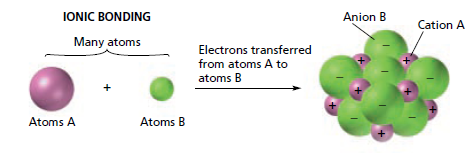 IONIC BONDING
Many atoms
+
Atoms A
Atoms B
Electrons transferred
from atoms A to
atoms B
Anion B
Cation A
−
+
+
−
−
−
+
+
+
−
+
−
−
+